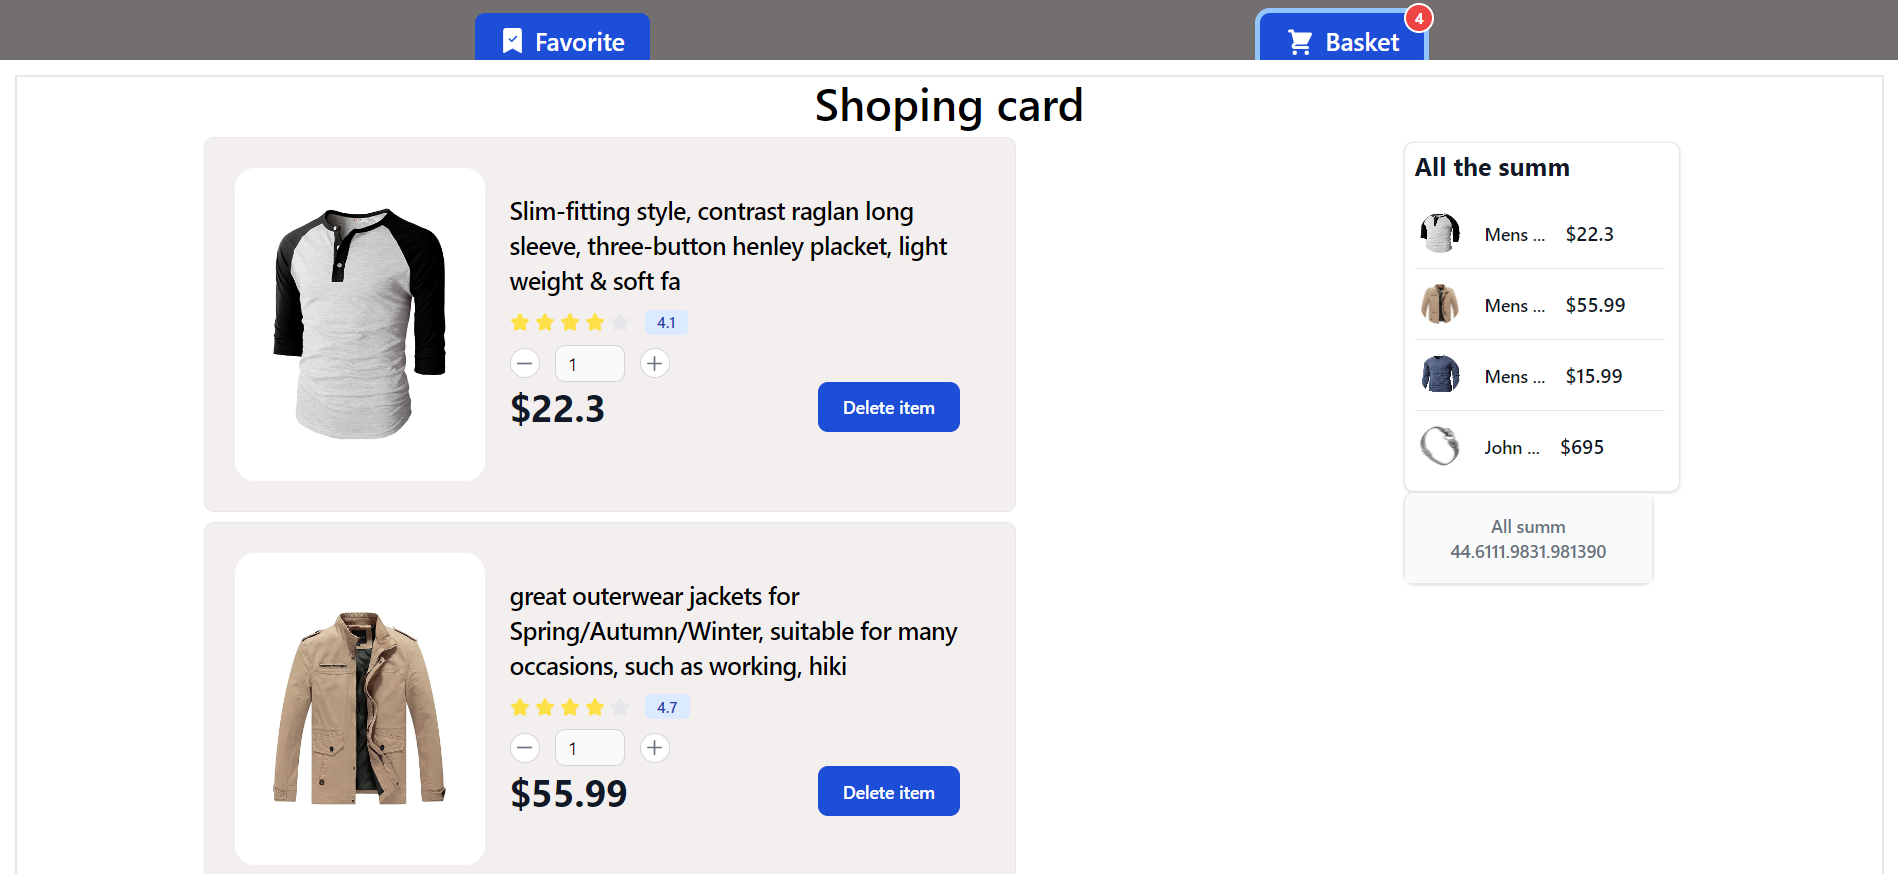 Favorite
Basket
4
Shoping card
Slim-fitting style, contrast raglan long
sleeve, three-button henley placket, light
weight & soft fa
4.1
1
$22.3
Delete item
great outerwear jackets for
Spring/Autumn/Winter, suitable for many
occasions, such as working, hiki
4.7
1
$55.99
Delete item
All the summ
Mens ... $22.3
Mens ... $55.99
Mens ... $15.99
John ... $695
All summ
44.6111.9831.981390